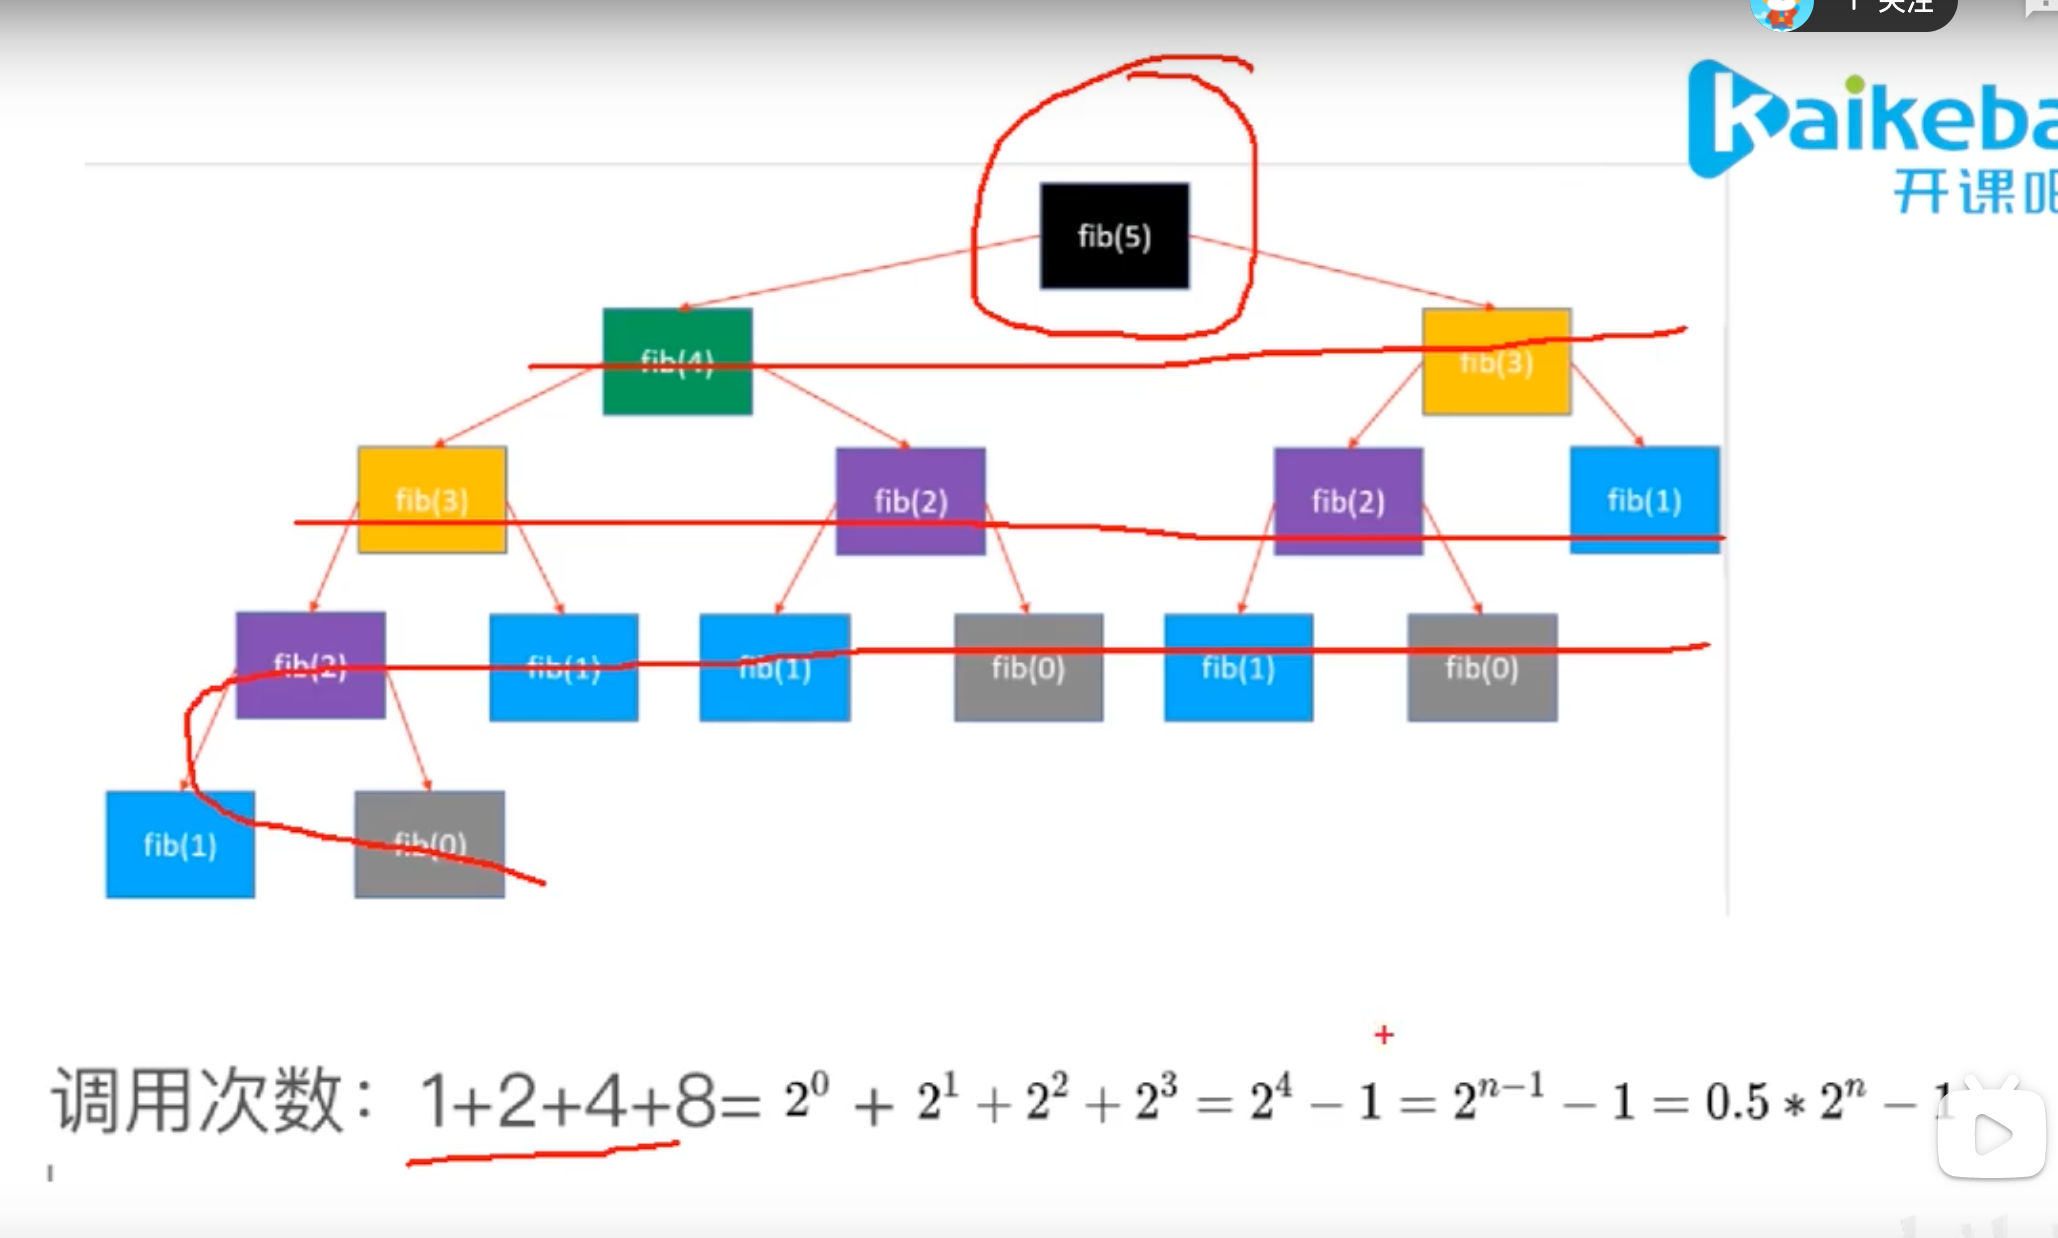 关注
kaikeba
开课吧
fib(5)
fib(4) fib(3)
fib(3) fib(2) fib(2) fib(1)
fib(2) fib(1) fib(1) fib(0) fib(1) fib(0)
fib(1) fib(0)
调用次数：1+2+4+8= 2^0 + 2^1 + 2^2 + 2^3 = 2^4 − 1 = 2^{n−1} − 1 = 0.5 * 2^n − 1